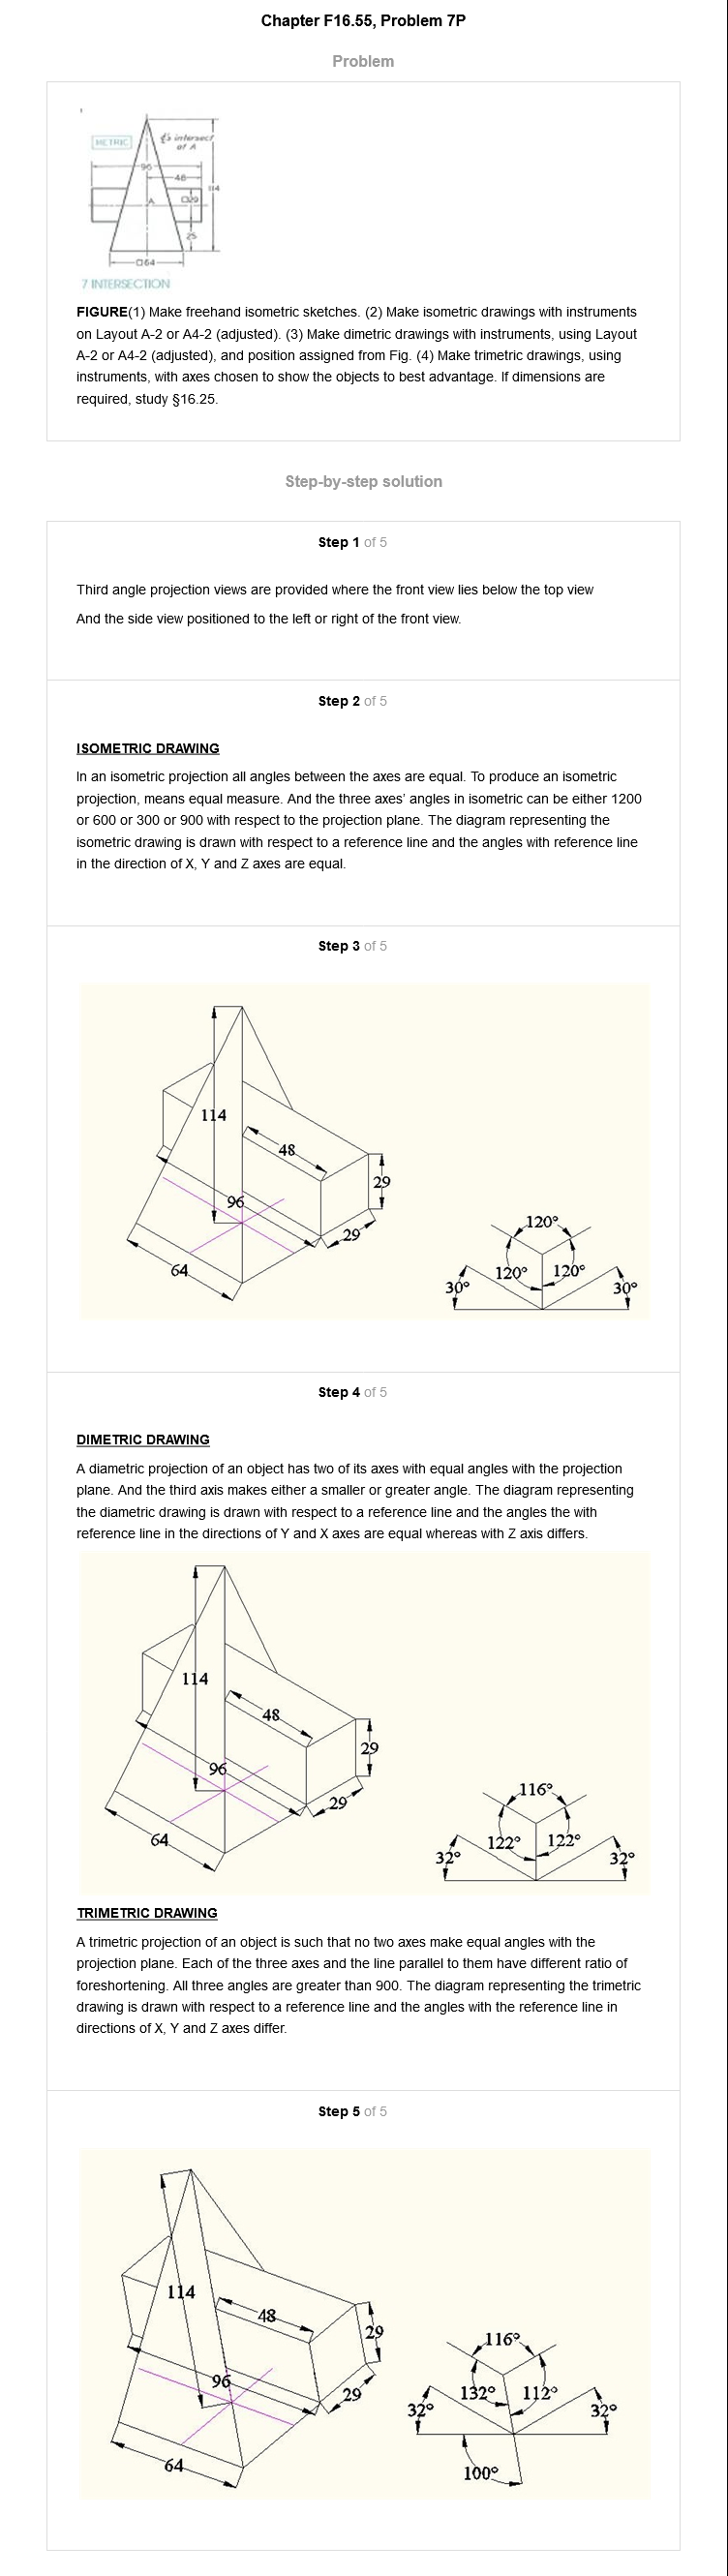 Chapter F16.55, Problem 7P
Problem
METRIC
℄'s intersect
at A
96
48
114
A
□29
25
□64
7 INTERSECTION
FIGURE(1) Make freehand isometric sketches. (2) Make isometric drawings with instruments
on Layout A-2 or A4-2 (adjusted). (3) Make dimetric drawings with instruments, using Layout
A-2 or A4-2 (adjusted), and position assigned from Fig. (4) Make trimetric drawings, using
instruments, with axes chosen to show the objects to best advantage. If dimensions are
required, study §16.25.
Step-by-step solution
Step 1 of 5
Third angle projection views are provided where the front view lies below the top view
And the side view positioned to the left or right of the front view.
Step 2 of 5
ISOMETRIC DRAWING
In an isometric projection all angles between the axes are equal. To produce an isometric
projection, means equal measure. And the three axes' angles in isometric can be either 1200
or 600 or 300 or 900 with respect to the projection plane. The diagram representing the
isometric drawing is drawn with respect to a reference line and the angles with reference line
in the direction of X, Y and Z axes are equal.
Step 3 of 5
114
48
29
96
29
64
120°
120° 120°
30° 30°
Step 4 of 5
DIMETRIC DRAWING
A diametric projection of an object has two of its axes with equal angles with the projection
plane. And the third axis makes either a smaller or greater angle. The diagram representing
the diametric drawing is drawn with respect to a reference line and the angles the with
reference line in the directions of Y and X axes are equal whereas with Z axis differs.
114
48
29
96
29
64
116°
122° 122°
32° 32°
TRIMETRIC DRAWING
A trimetric projection of an object is such that no two axes make equal angles with the
projection plane. Each of the three axes and the line parallel to them have different ratio of
foreshortening. All three angles are greater than 900. The diagram representing the trimetric
drawing is drawn with respect to a reference line and the angles with the reference line in
directions of X, Y and Z axes differ.
Step 5 of 5
114
48
29
96
29
64
116°
132° 112°
32° 32°
100°